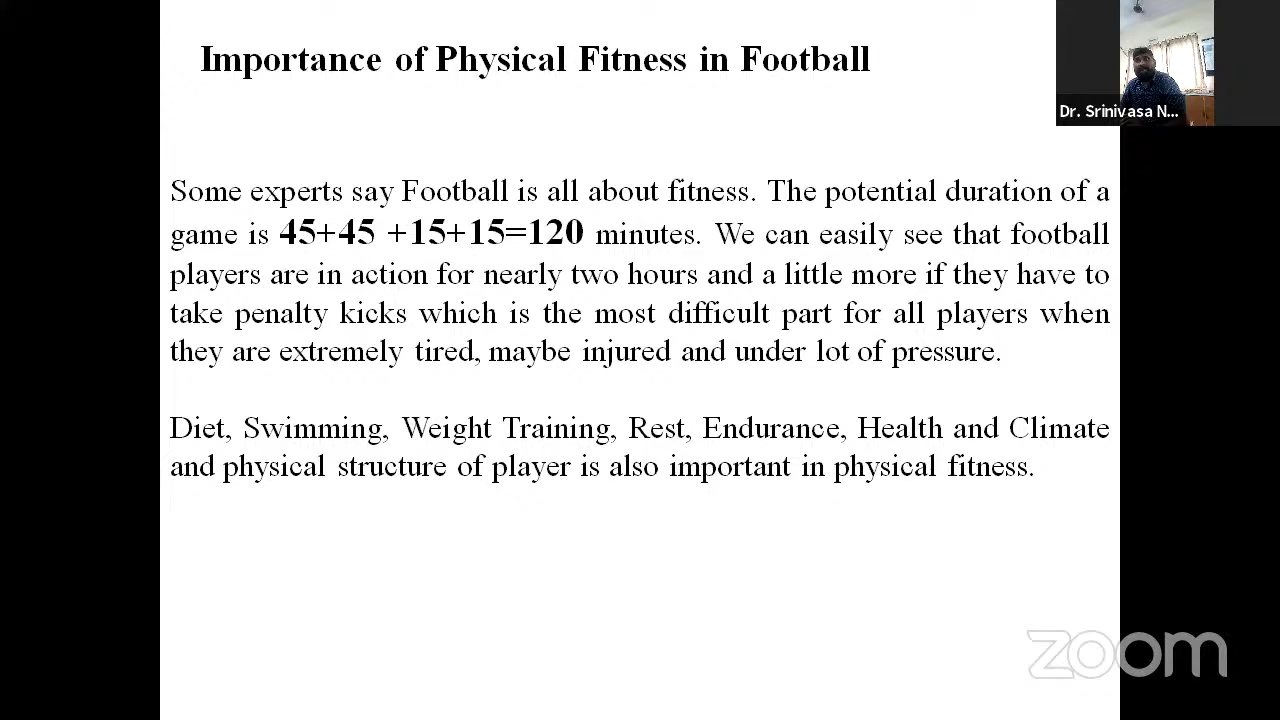 Importance of Physical Fitness in Football
Dr. Srinivasa N...
Some experts say Football is all about fitness. The potential duration of a
game is 45+45 +15+15=120 minutes. We can easily see that football
players are in action for nearly two hours and a little more if they have to
take penalty kicks which is the most difficult part for all players when
they are extremely tired, maybe injured and under lot of pressure.
Diet, Swimming, Weight Training, Rest, Endurance, Health and Climate
and physical structure of player is also important in physical fitness.
zoom